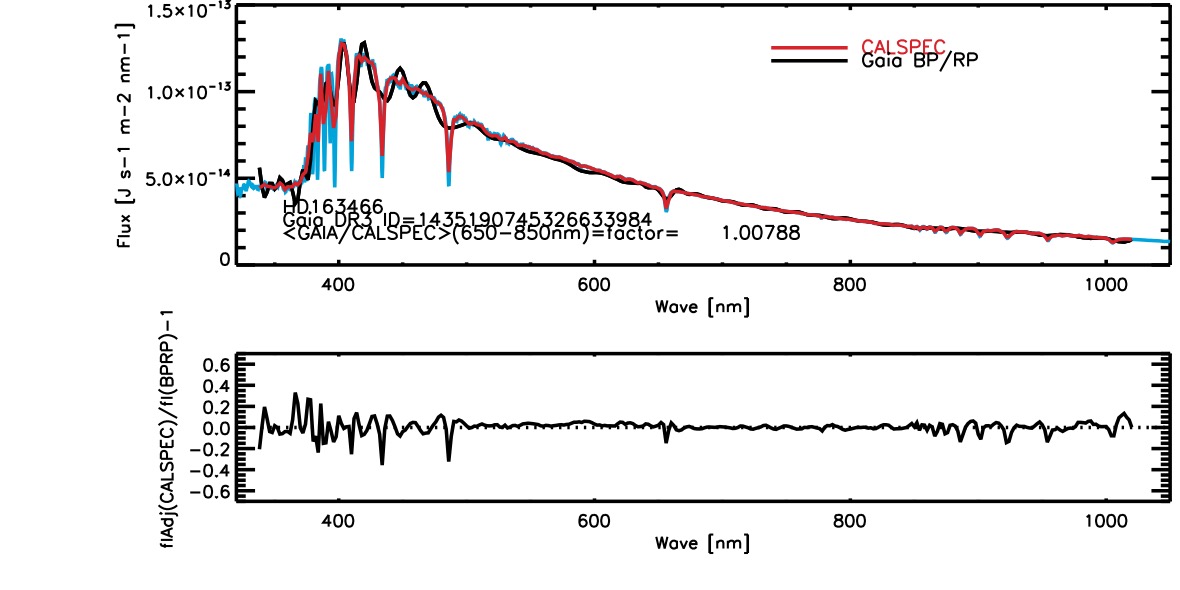 1.5×10−13
1.0×10−13
5.0×10−14
0
Flux [J s−1 m−2 nm−1]
CALSPEC
Gaia BP/RP
HD163466
Gaia DR3 ID=1435190745326633984
<GAIA/CALSPEC>(650−850nm)=factor= 1.00788
400 600 800 1000
Wave [nm]
0.6
0.4
0.2
0.0
−0.2
−0.4
−0.6
flAdj(CALSPEC)/fl(BPRP)−1
400 600 800 1000
Wave [nm]